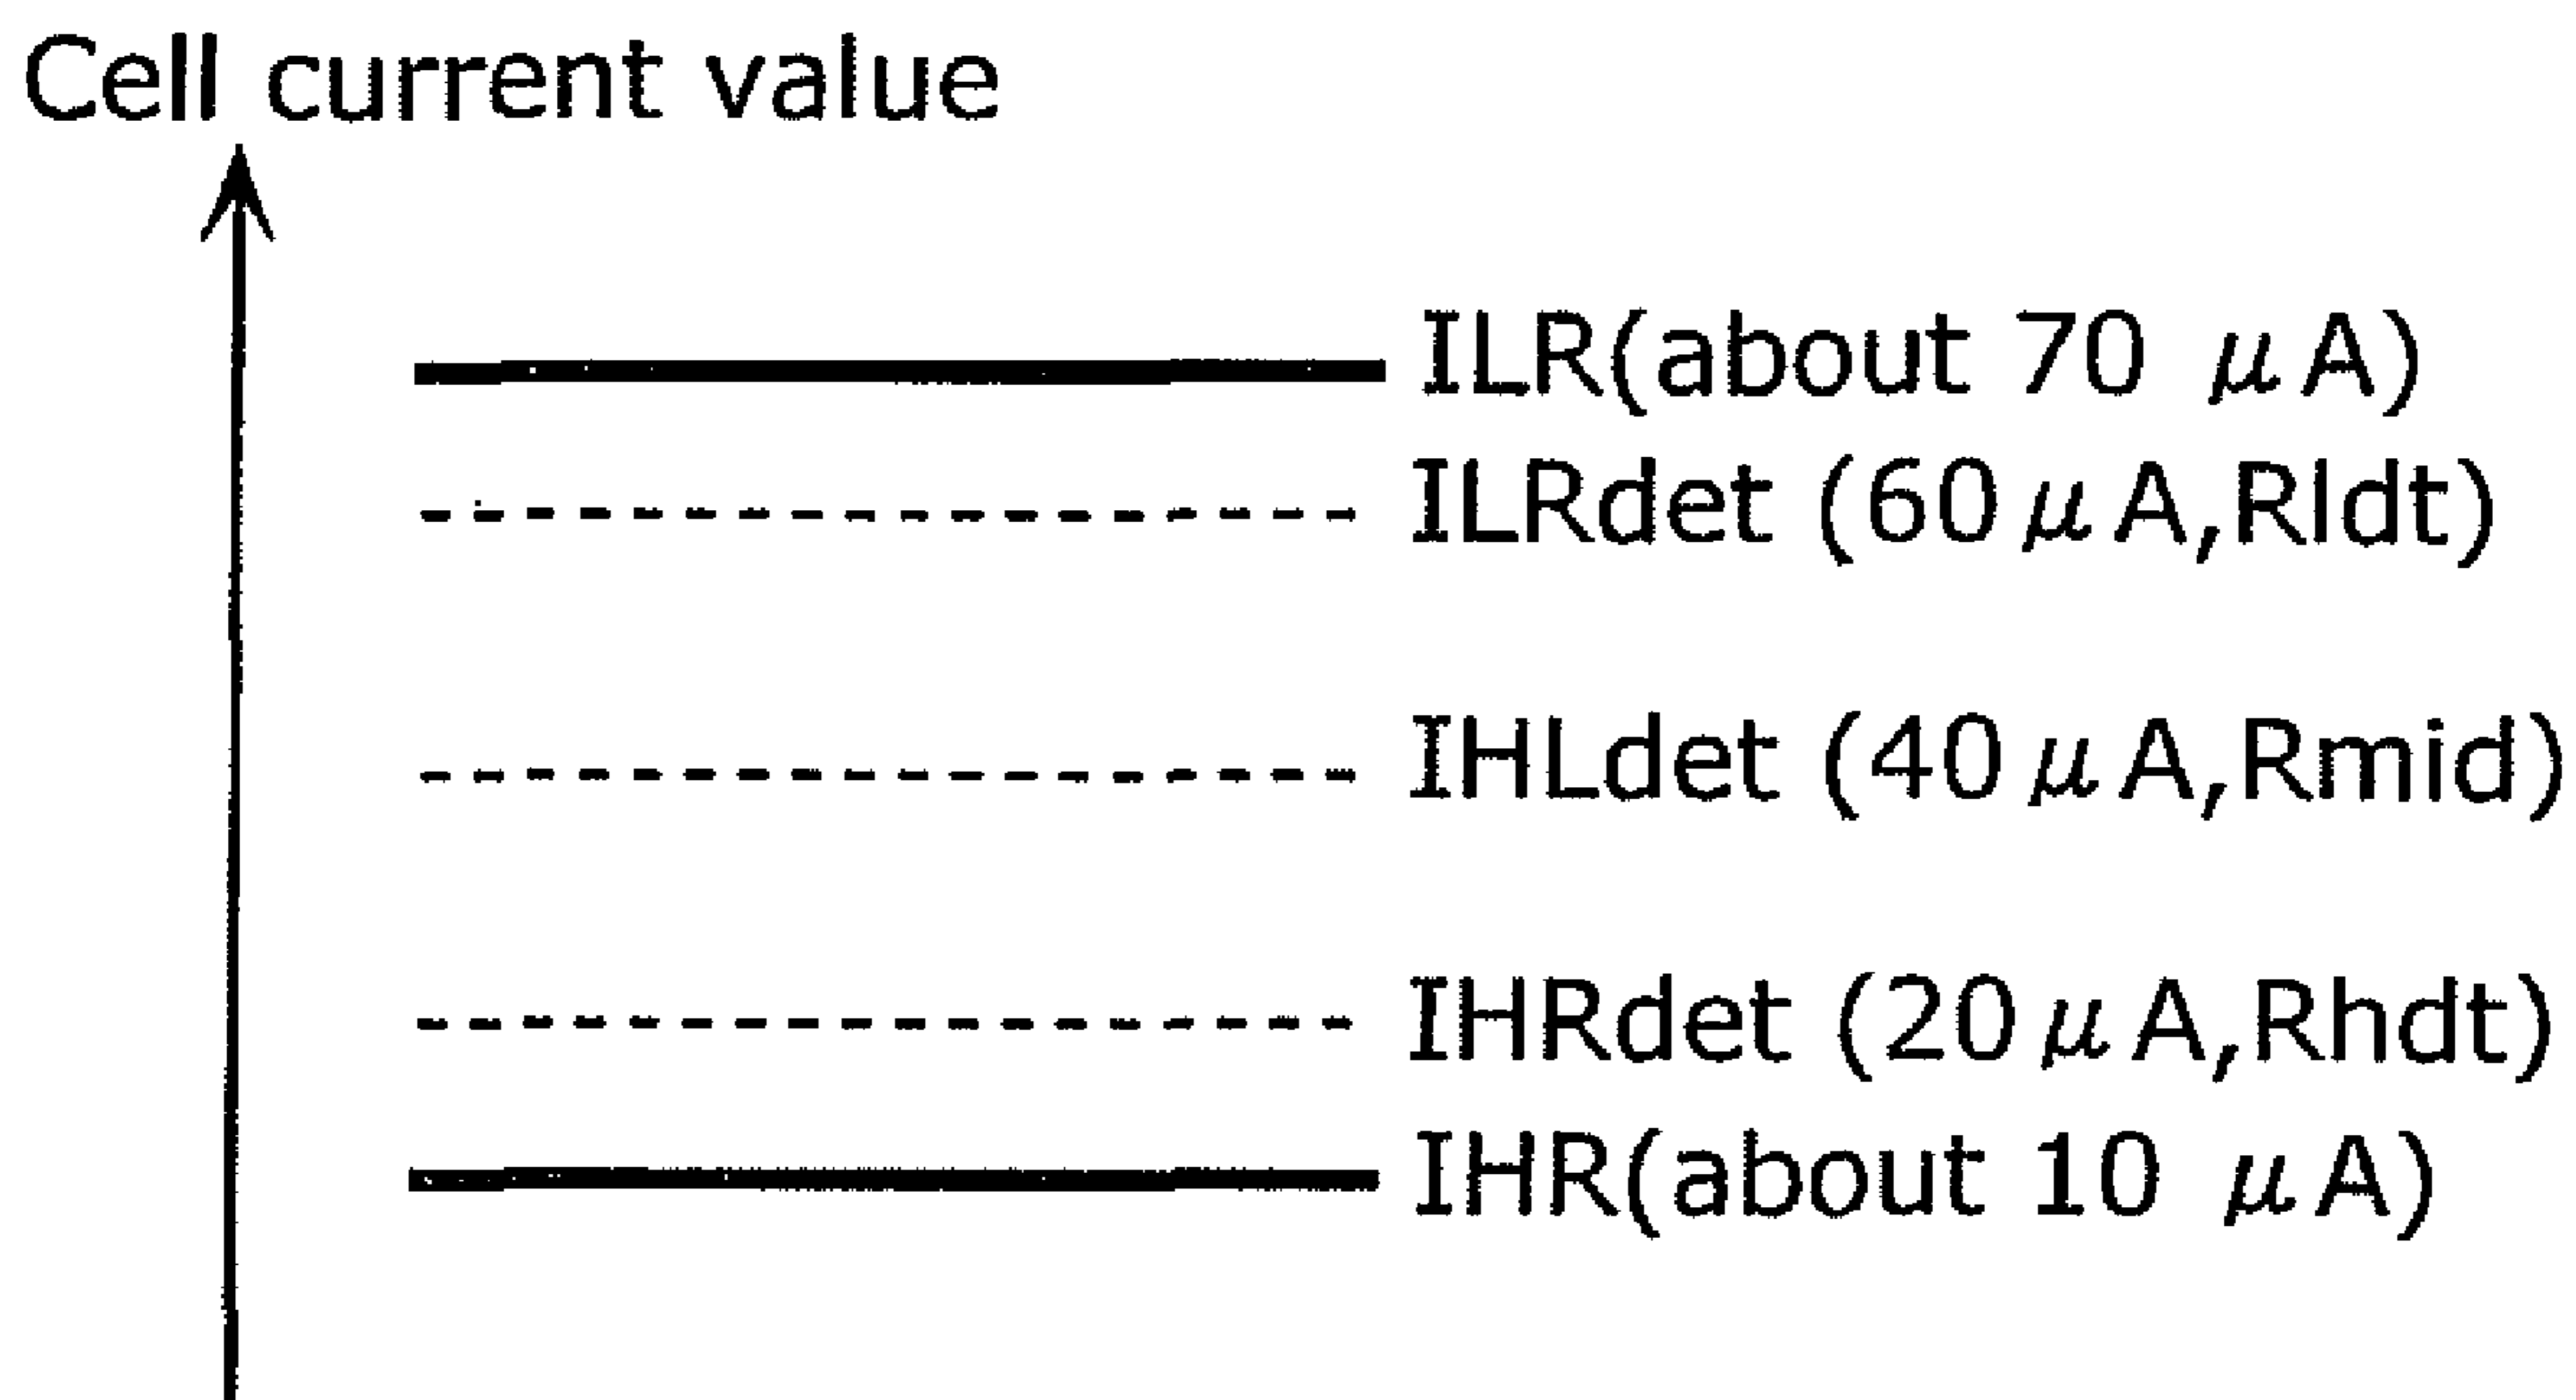 Cell current value
ILR(about 70 μA)
ILRdet (60μA,Rldt)
IHLdet (40μA,Rmid)
IHRdet (20μA,Rhdt)
IHR(about 10 μA)